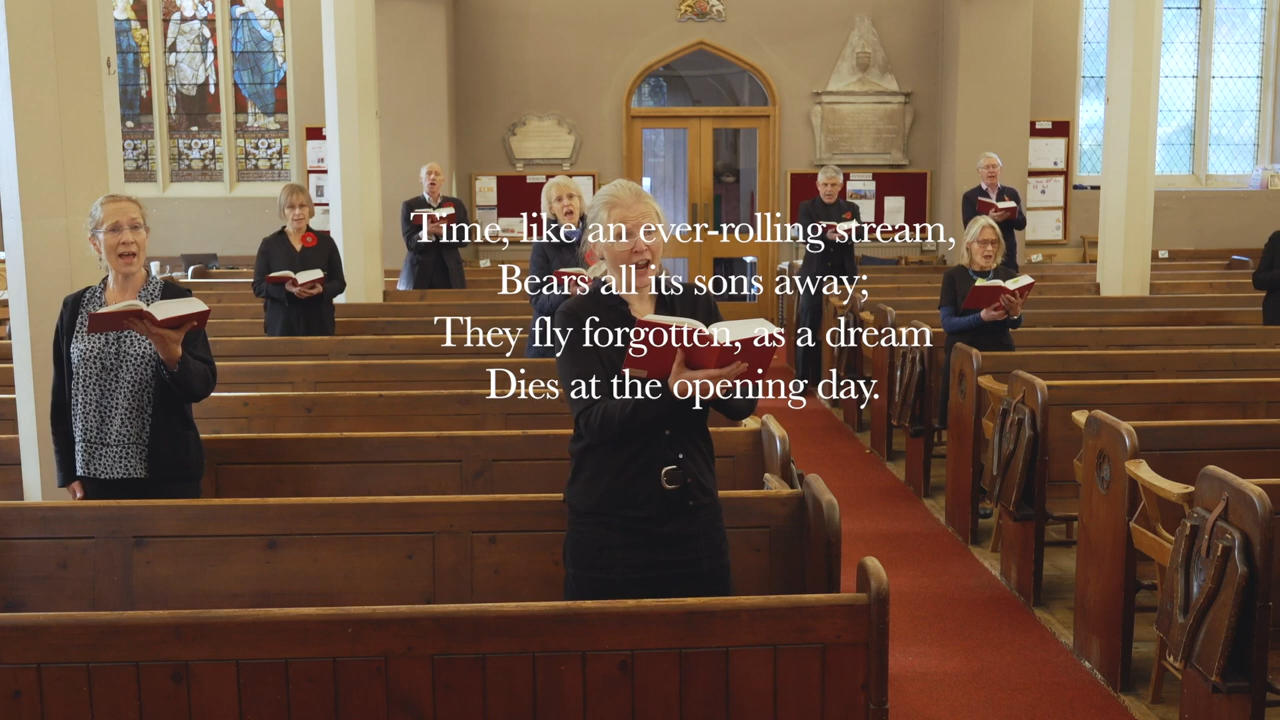 Time, like an ever-rolling stream,
Bears all its sons away;
They fly forgotten, as a dream
Dies at the opening day.